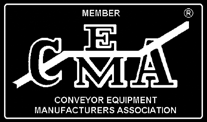 MEMBER ®
CEMA
CONVEYOR EQUIPMENT
MANUFACTURERS ASSOCIATION